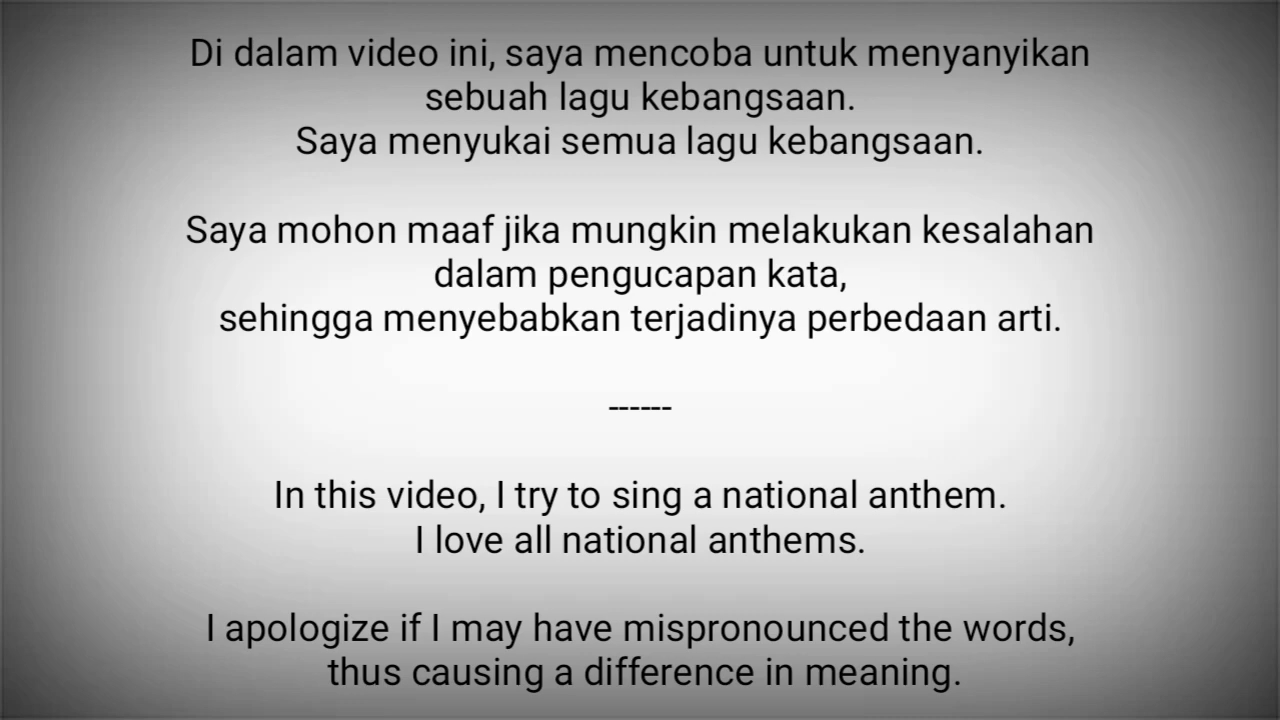 Di dalam video ini, saya mencoba untuk menyanyikan
sebuah lagu kebangsaan.
Saya menyukai semua lagu kebangsaan.
Saya mohon maaf jika mungkin melakukan kesalahan
dalam pengucapan kata,
sehingga menyebabkan terjadinya perbedaan arti.
------
In this video, I try to sing a national anthem.
I love all national anthems.
I apologize if I may have mispronounced the words,
thus causing a difference in meaning.